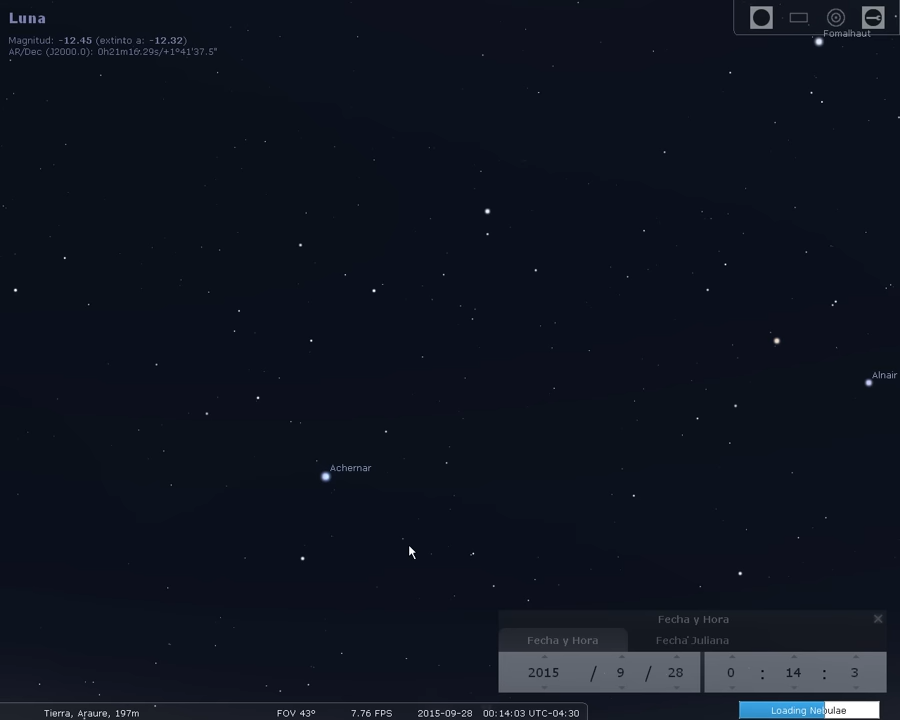 Luna
Magnitud: -12.45 (extinto a: -12.32)
AR/Dec (J2000.0): 0h21m16.29s/+1°41'37.5"
Fomalhaut
Alnair
Achernar
Fecha y Hora
Fecha y Hora
Fecha Juliana
2015 / 9 / 28 0 : 14 : 3
Loading Nebulae
Tierra, Araure, 197m FOV 43° 7.76 FPS 2015-09-28 00:14:03 UTC-04:30